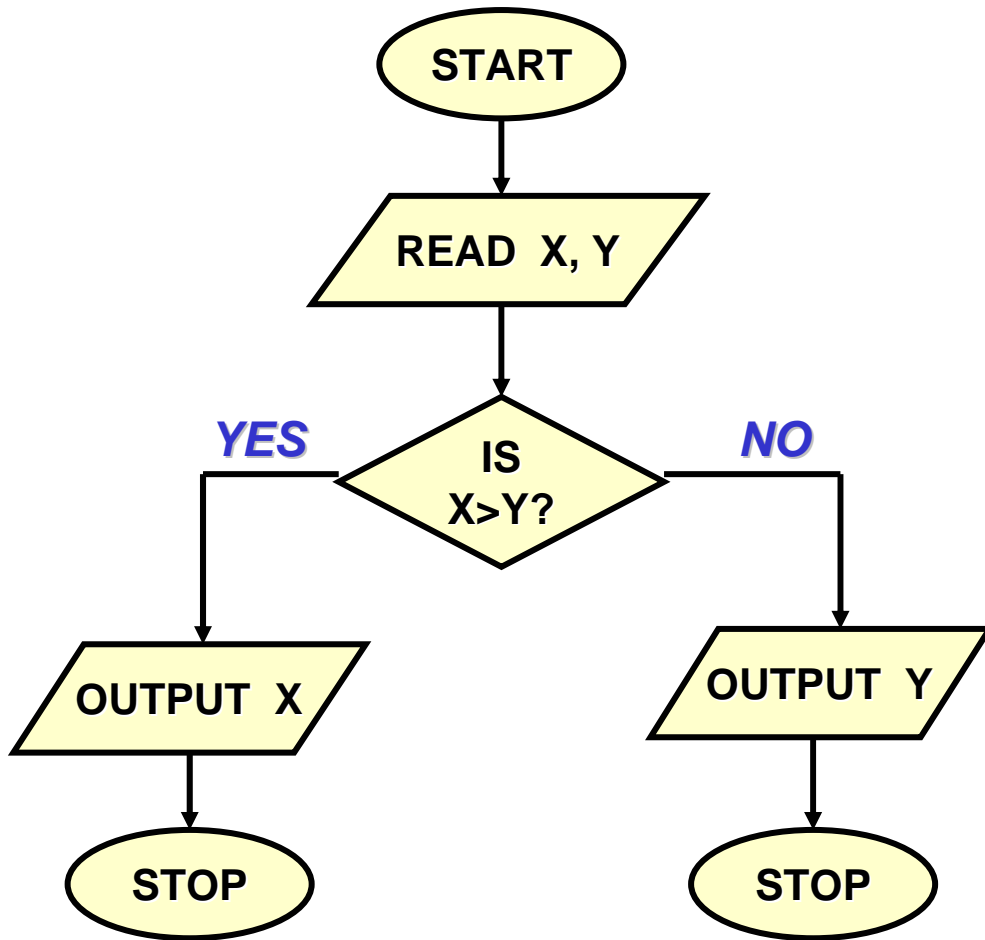 START
READ X, Y
YES
NO
IS
X>Y?
OUTPUT X
OUTPUT Y
STOP
STOP